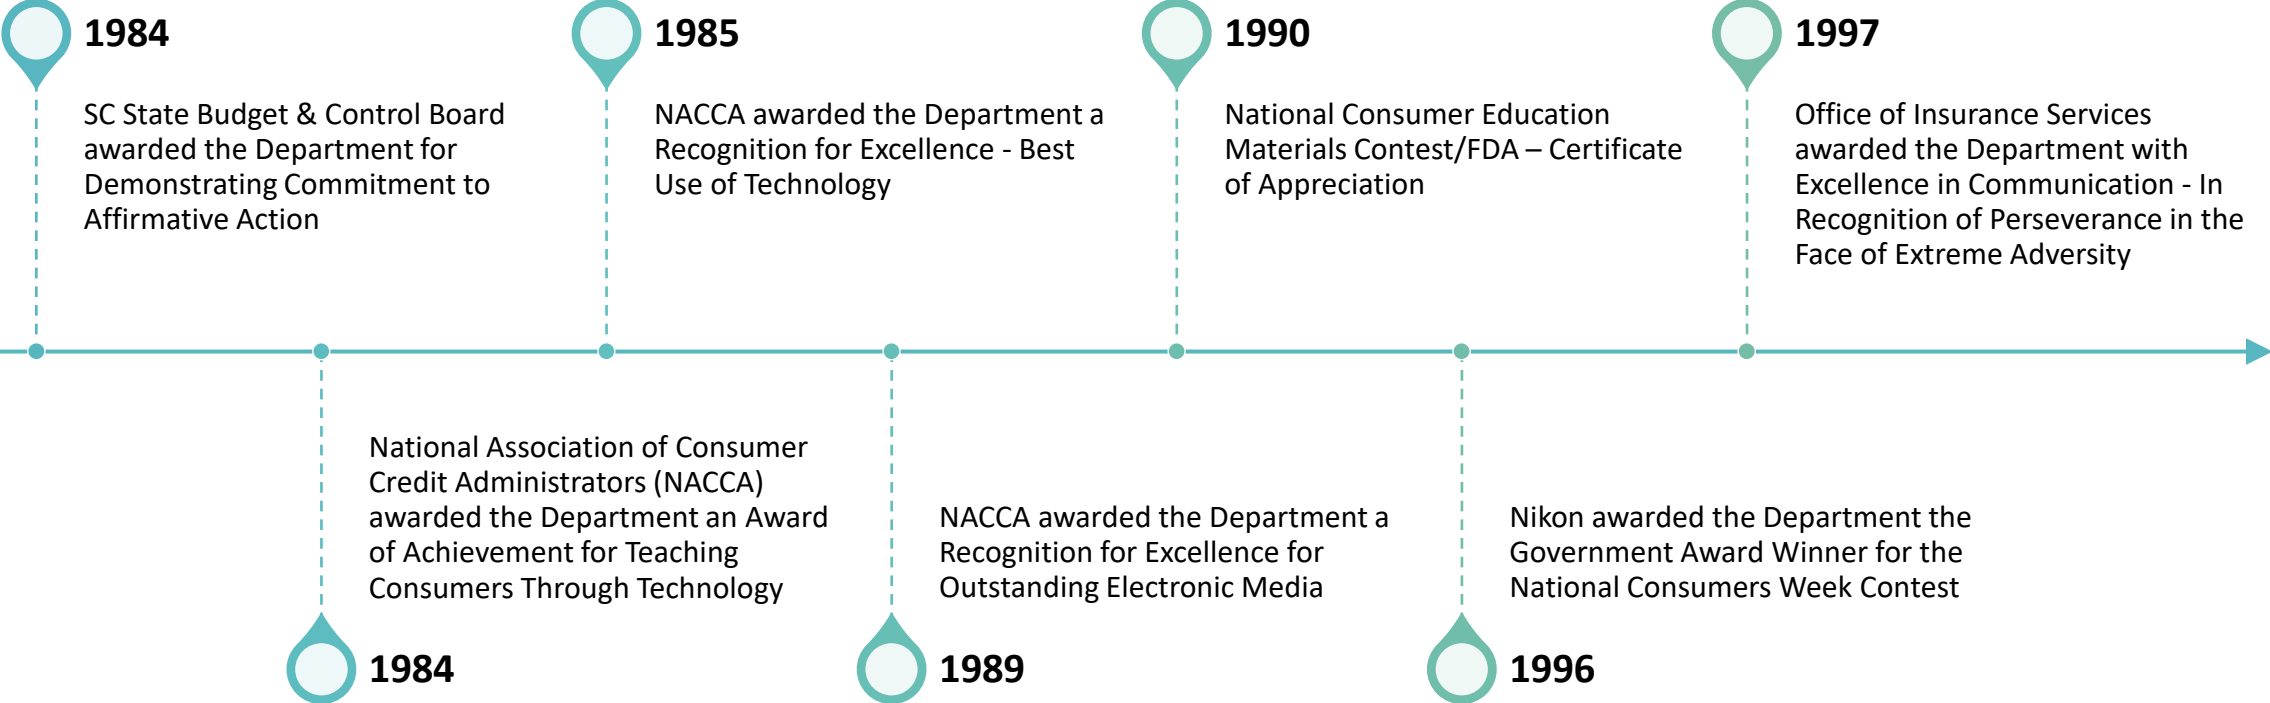 1984
SC State Budget & Control Board
awarded the Department for
Demonstrating Commitment to
Affirmative Action
1984
National Association of Consumer
Credit Administrators (NACCA)
awarded the Department an Award
of Achievement for Teaching
Consumers Through Technology
1985
NACCA awarded the Department a
Recognition for Excellence - Best
Use of Technology
1989
NACCA awarded the Department a
Recognition for Excellence for
Outstanding Electronic Media
1990
National Consumer Education
Materials Contest/FDA – Certificate
of Appreciation
1996
Nikon awarded the Department the
Government Award Winner for the
National Consumers Week Contest
1997
Office of Insurance Services
awarded the Department with
Excellence in Communication - In
Recognition of Perseverance in the
Face of Extreme Adversity